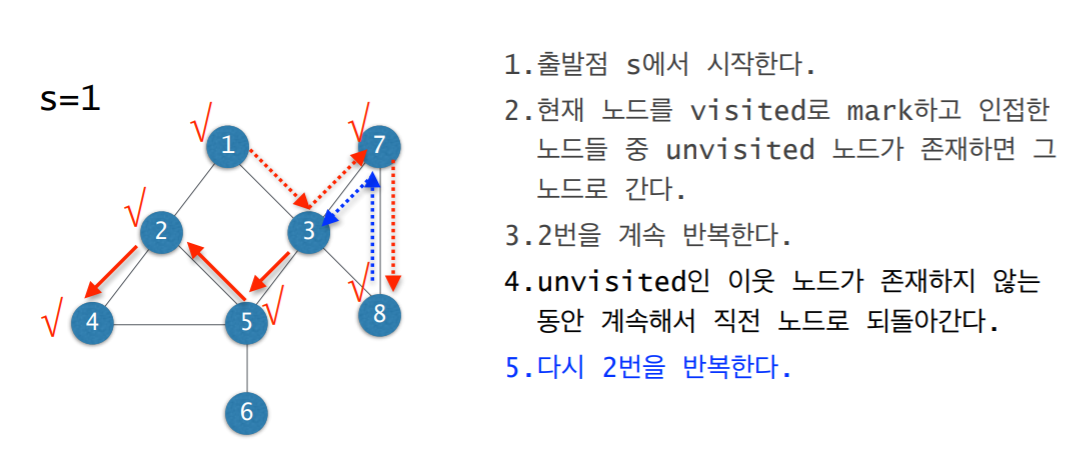 1.출발점 s에서 시작한다.
s=1
2.현재 노드를 visited로 mark하고 인접한
노드들 중 unvisited 노드가 존재하면 그
노드로 간다.
3.2번을 계속 반복한다.
4.unvisited인 이웃 노드가 존재하지 않는
동안 계속해서 직전 노드로 되돌아간다.
5.다시 2번을 반복한다.
√ 1
√ 7
√ 2
3
√ 4
5 √
√ 8
6